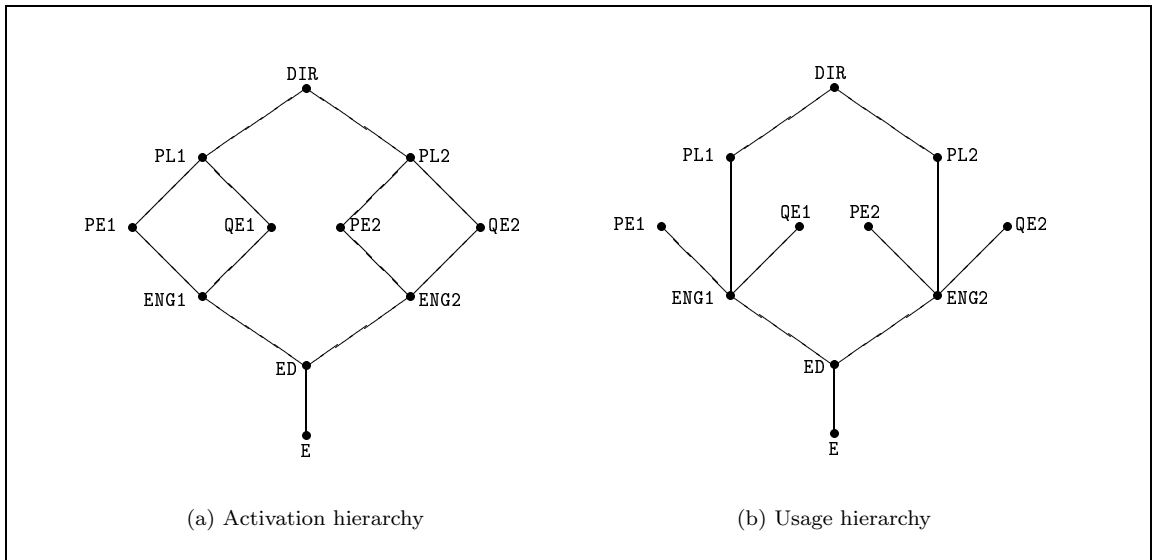 DIR
PL1
PL2
PE1
QE1
PE2
QE2
ENG1
ENG2
ED
E
(a) Activation hierarchy
DIR
PL1
PL2
PE1
QE1
PE2
QE2
ENG1
ENG2
ED
E
(b) Usage hierarchy